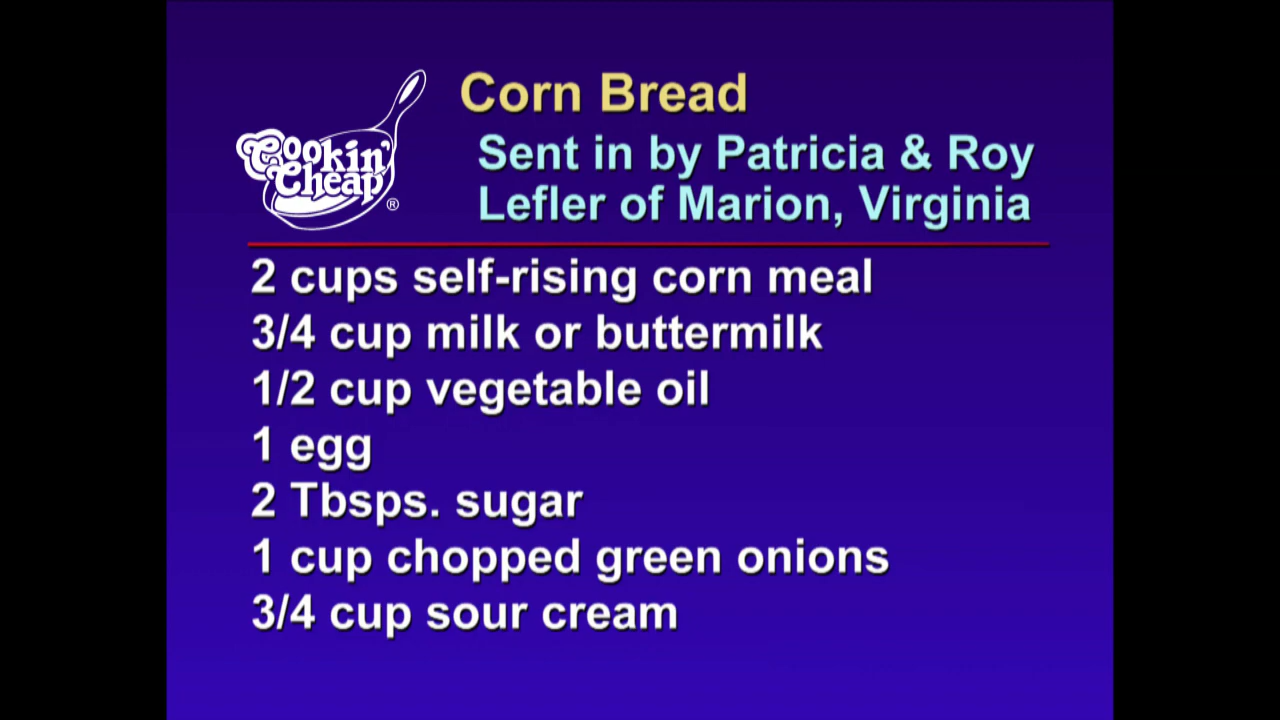 Cookin'
Cheap
®
Corn Bread
Sent in by Patricia & Roy
Lefler of Marion, Virginia
2 cups self-rising corn meal
3/4 cup milk or buttermilk
1/2 cup vegetable oil
1 egg
2 Tbsps. sugar
1 cup chopped green onions
3/4 cup sour cream